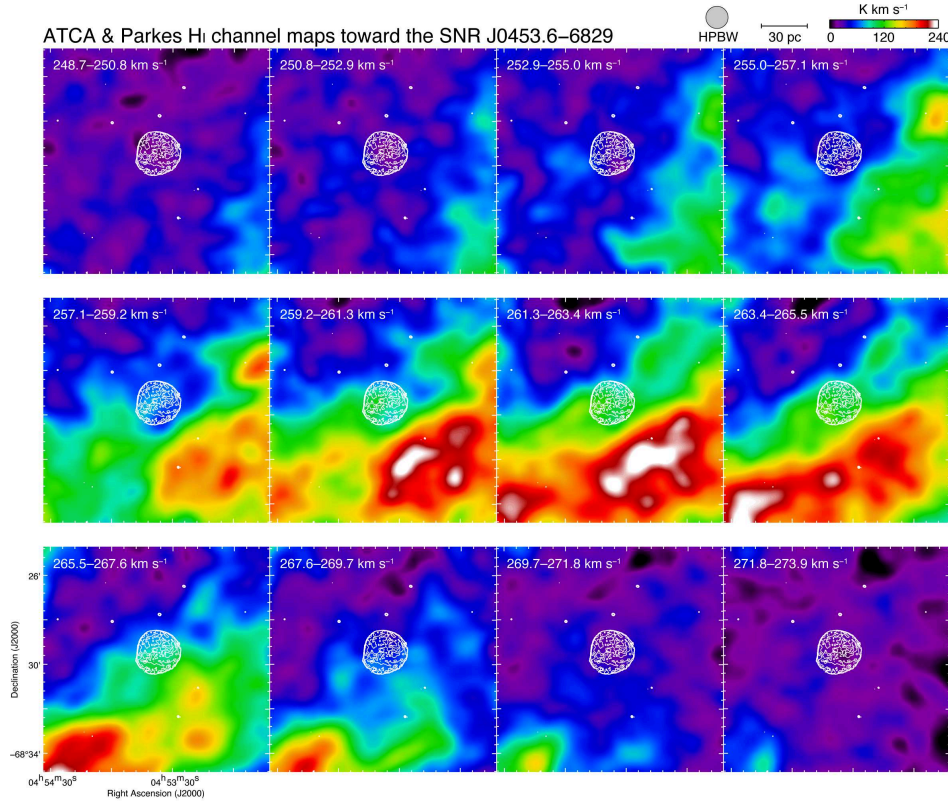 ATCA & Parkes HI channel maps toward the SNR J0453.6–6829
HPBW
30 pc
K km s⁻¹
0 120 240
248.7–250.8 km s⁻¹
250.8–252.9 km s⁻¹
252.9–255.0 km s⁻¹
255.0–257.1 km s⁻¹
257.1–259.2 km s⁻¹
259.2–261.3 km s⁻¹
261.3–263.4 km s⁻¹
263.4–265.5 km s⁻¹
265.5–267.6 km s⁻¹
267.6–269.7 km s⁻¹
269.7–271.8 km s⁻¹
271.8–273.9 km s⁻¹
Declination (J2000)
26'
30'
−68°34'
04ʰ54ᵐ30ˢ 04ʰ53ᵐ30ˢ
Right Ascension (J2000)